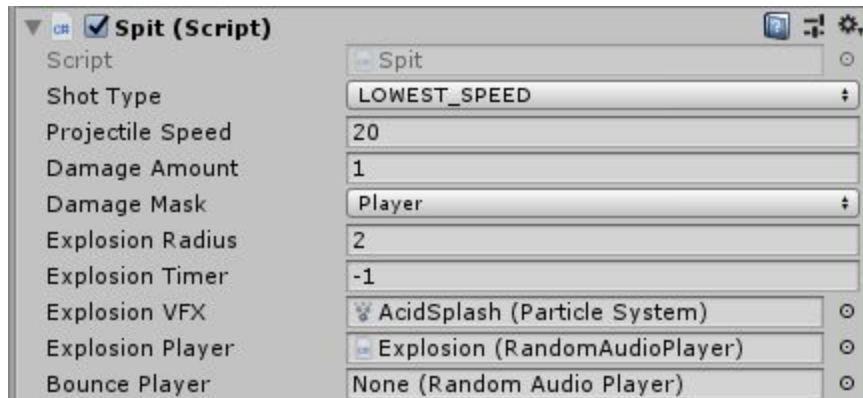 Spit (Script)
Script Spit
Shot Type LOWEST_SPEED
Projectile Speed 20
Damage Amount 1
Damage Mask Player
Explosion Radius 2
Explosion Timer -1
Explosion VFX AcidSplash (Particle System)
Explosion Player Explosion (RandomAudioPlayer)
Bounce Player None (Random Audio Player)